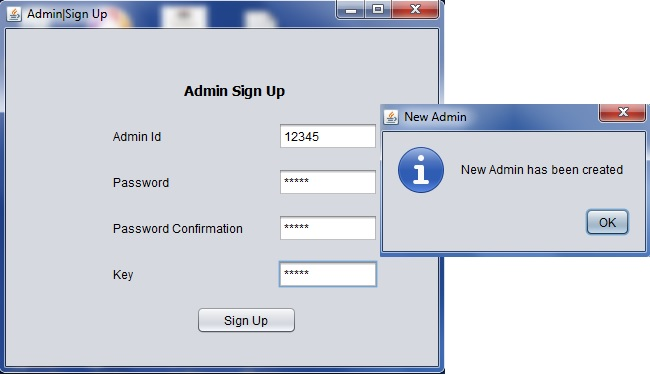 Admin|Sign Up
Admin Sign Up
Admin Id 12345
Password *****
Password Confirmation *****
Key *****
Sign Up
New Admin
New Admin has been created
OK